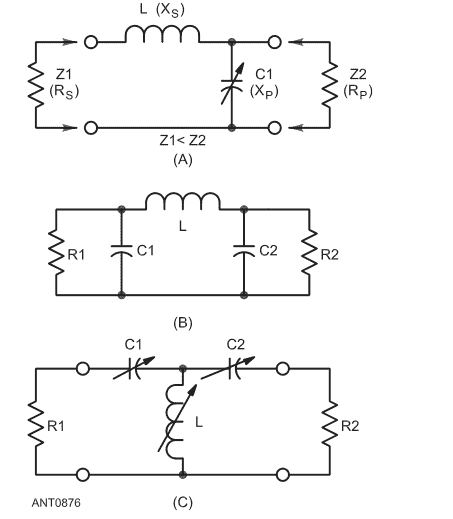 L (XS)
Z1
(RS)
C1
(XP)
Z2
(RP)
Z1< Z2
(A)
R1
C1
L
C2
R2
(B)
C1
C2
R1
L
R2
ANT0876
(C)